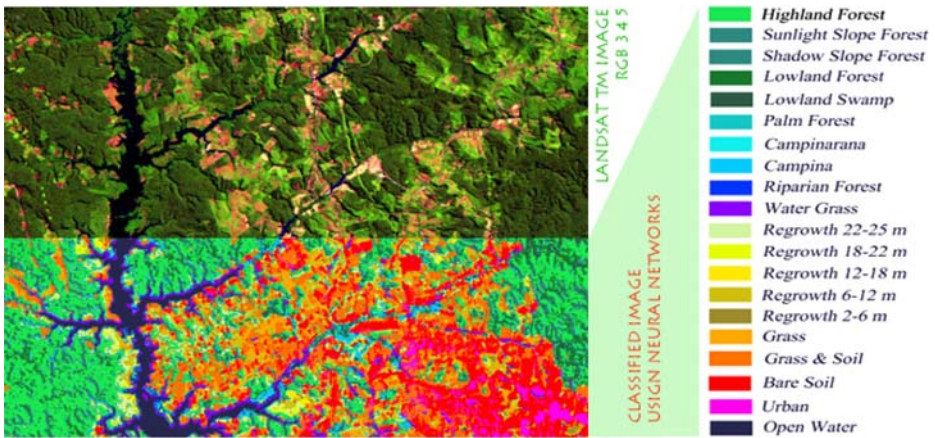 LANDSAT TM IMAGE
RGB 3 4 5
CLASSIFIED IMAGE
USIGN NEURAL NETWORKS
Highland Forest
Sunlight Slope Forest
Shadow Slope Forest
Lowland Forest
Lowland Swamp
Palm Forest
Campinarana
Campina
Riparian Forest
Water Grass
Regrowth 22-25 m
Regrowth 18-22 m
Regrowth 12-18 m
Regrowth 6-12 m
Regrowth 2-6 m
Grass
Grass & Soil
Bare Soil
Urban
Open Water